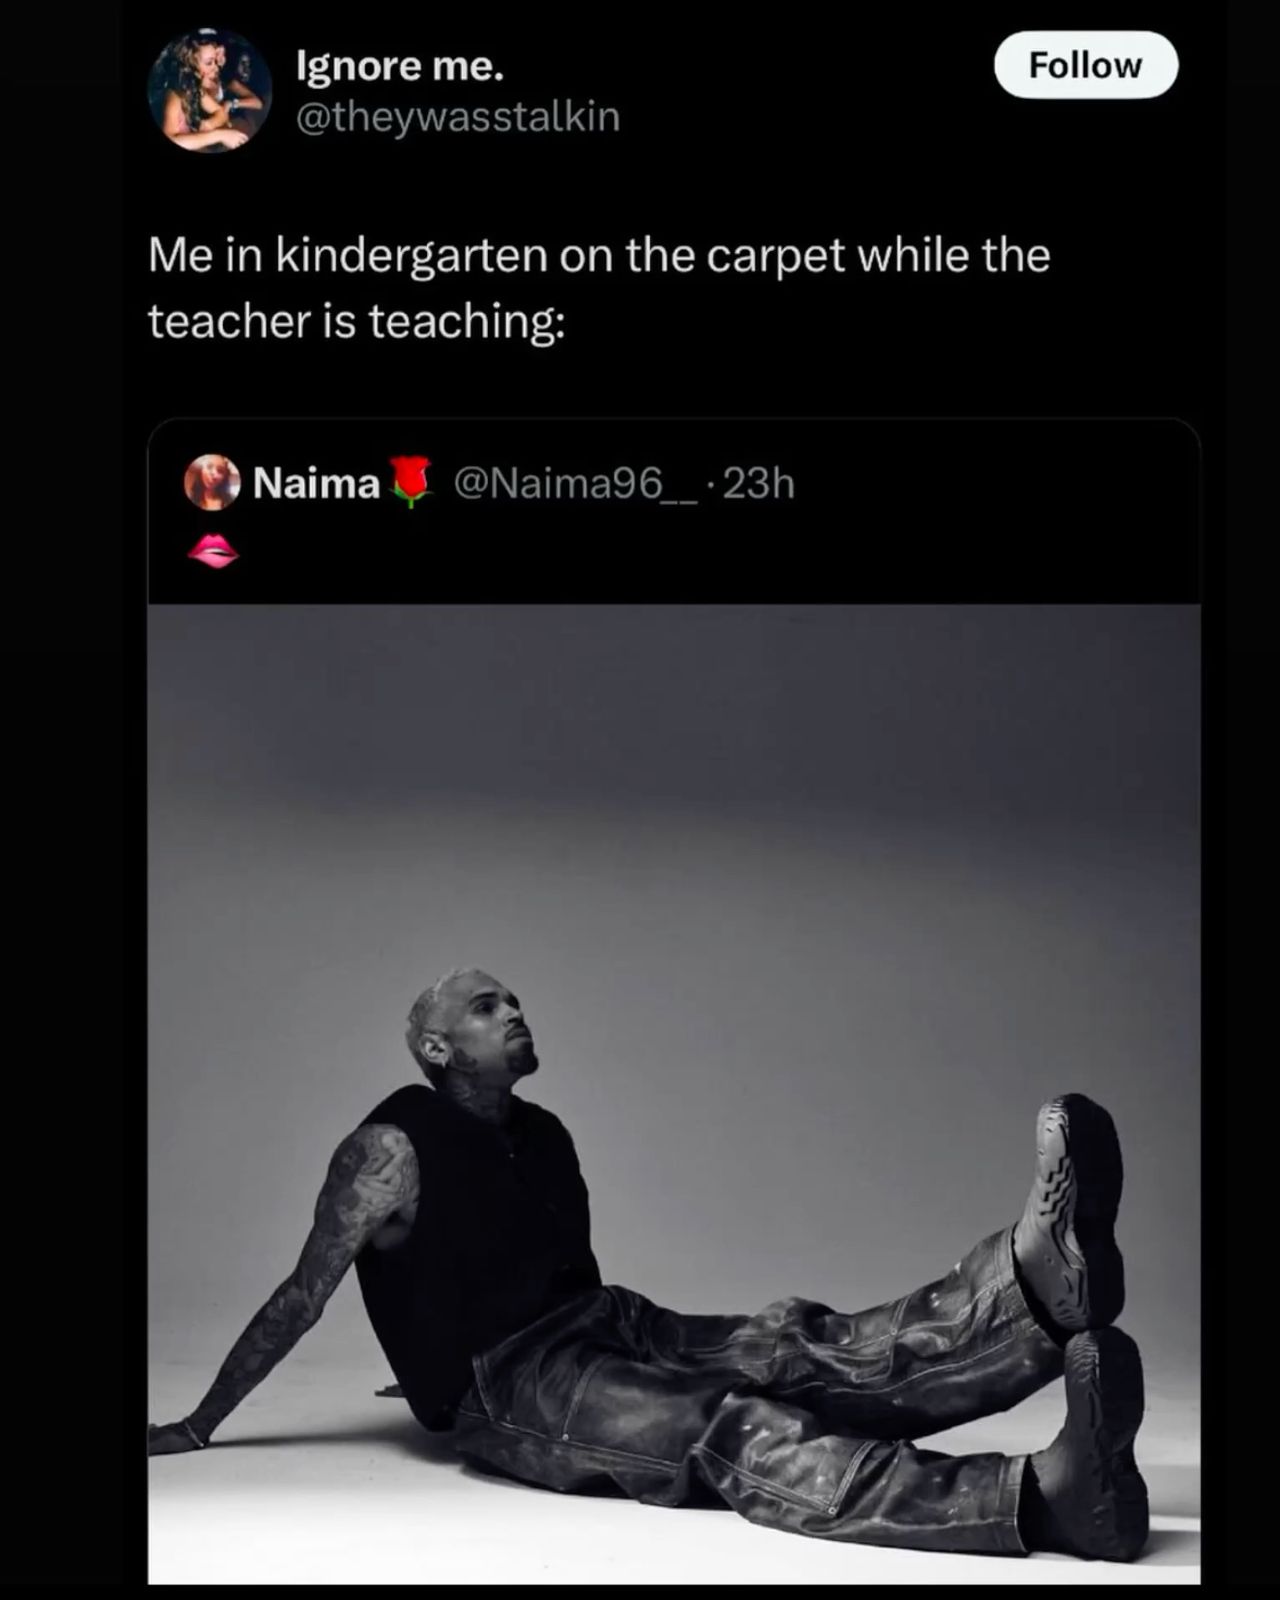 Ignore me.
@theywasstalkin
Follow
Me in kindergarten on the carpet while the
teacher is teaching:
Naima🌹 @Naima96__ · 23h
🫦